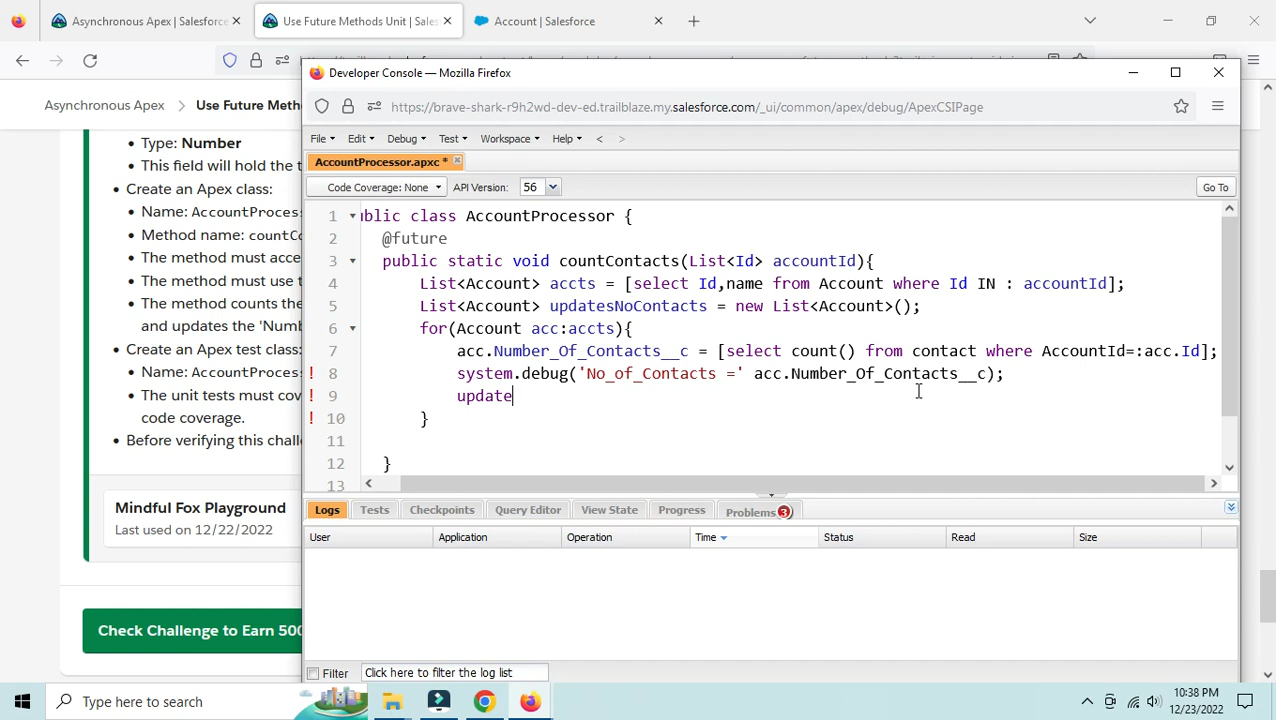 Asynchronous Apex | Salesforce
Use Future Methods Unit | Sales
Account | Salesforce
Developer Console — Mozilla Firefox
https://brave-shark-r9h2wd-dev-ed.trailblaze.my.salesforce.com/_ui/common/apex/debug/ApexCSIPage
Asynchronous Apex
Use Future Metho
File Edit Debug Test Workspace Help < >
AccountProcessor.apxc *
Code Coverage: None API Version: 56 Go To
Type: Number
This field will hold the t
Create an Apex class:
Name: AccountProces
Method name: countCo
The method must acce
The method must use t
The method counts the
and updates the 'Numb
Create an Apex test class:
Name: AccountProces
The unit tests must cov
code coverage.
Before verifying this chall
1 ublic class AccountProcessor {
2 @future
3 public static void countContacts(List<Id> accountId){
4 List<Account> accts = [select Id,name from Account where Id IN : accountId];
5 List<Account> updatesNoContacts = new List<Account>();
6 for(Account acc:accts){
7 acc.Number_Of_Contacts__c = [select count() from contact where AccountId=:acc.Id];
! 8 system.debug('No_of_Contacts =' acc.Number_Of_Contacts__c);
! 9 update
! 10 }
11
12 }
13
Logs Tests Checkpoints Query Editor View State Progress Problems 3
User Application Operation Time Status Read Size
Mindful Fox Playground
Last used on 12/22/2022
Check Challenge to Earn 500
Filter Click here to filter the log list
Type here to search
10:38 PM
12/23/2022